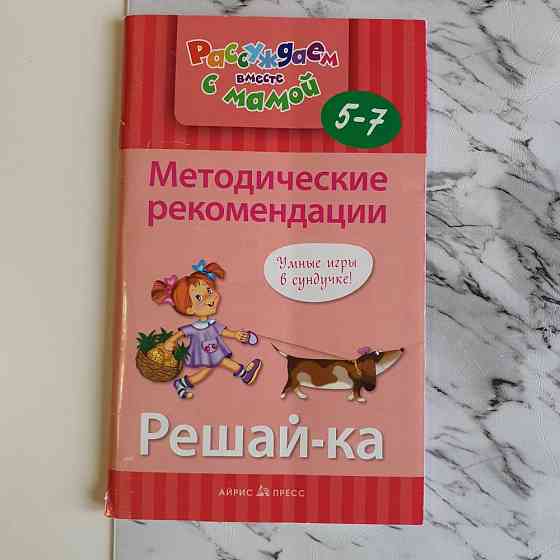 Рассуждаем
вместе
с мамой
5-7
Методические
рекомендации
Умные игры
в сундучке!
Решай-ка
АЙРИС ПРЕСС